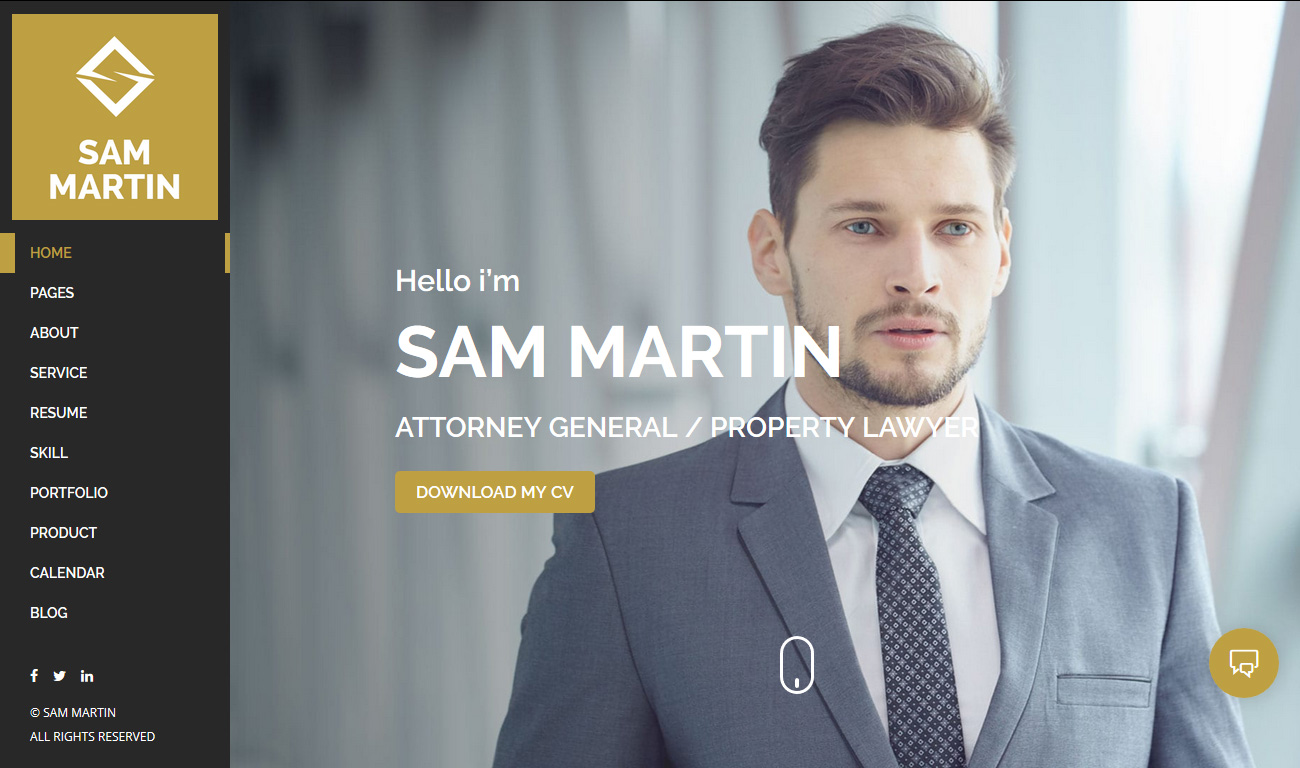 SAM
MARTIN
HOME
PAGES
ABOUT
SERVICE
RESUME
SKILL
PORTFOLIO
PRODUCT
CALENDAR
BLOG
© SAM MARTIN
ALL RIGHTS RESERVED
Hello i’m
SAM MARTIN
ATTORNEY GENERAL / PROPERTY LAWYER
DOWNLOAD MY CV